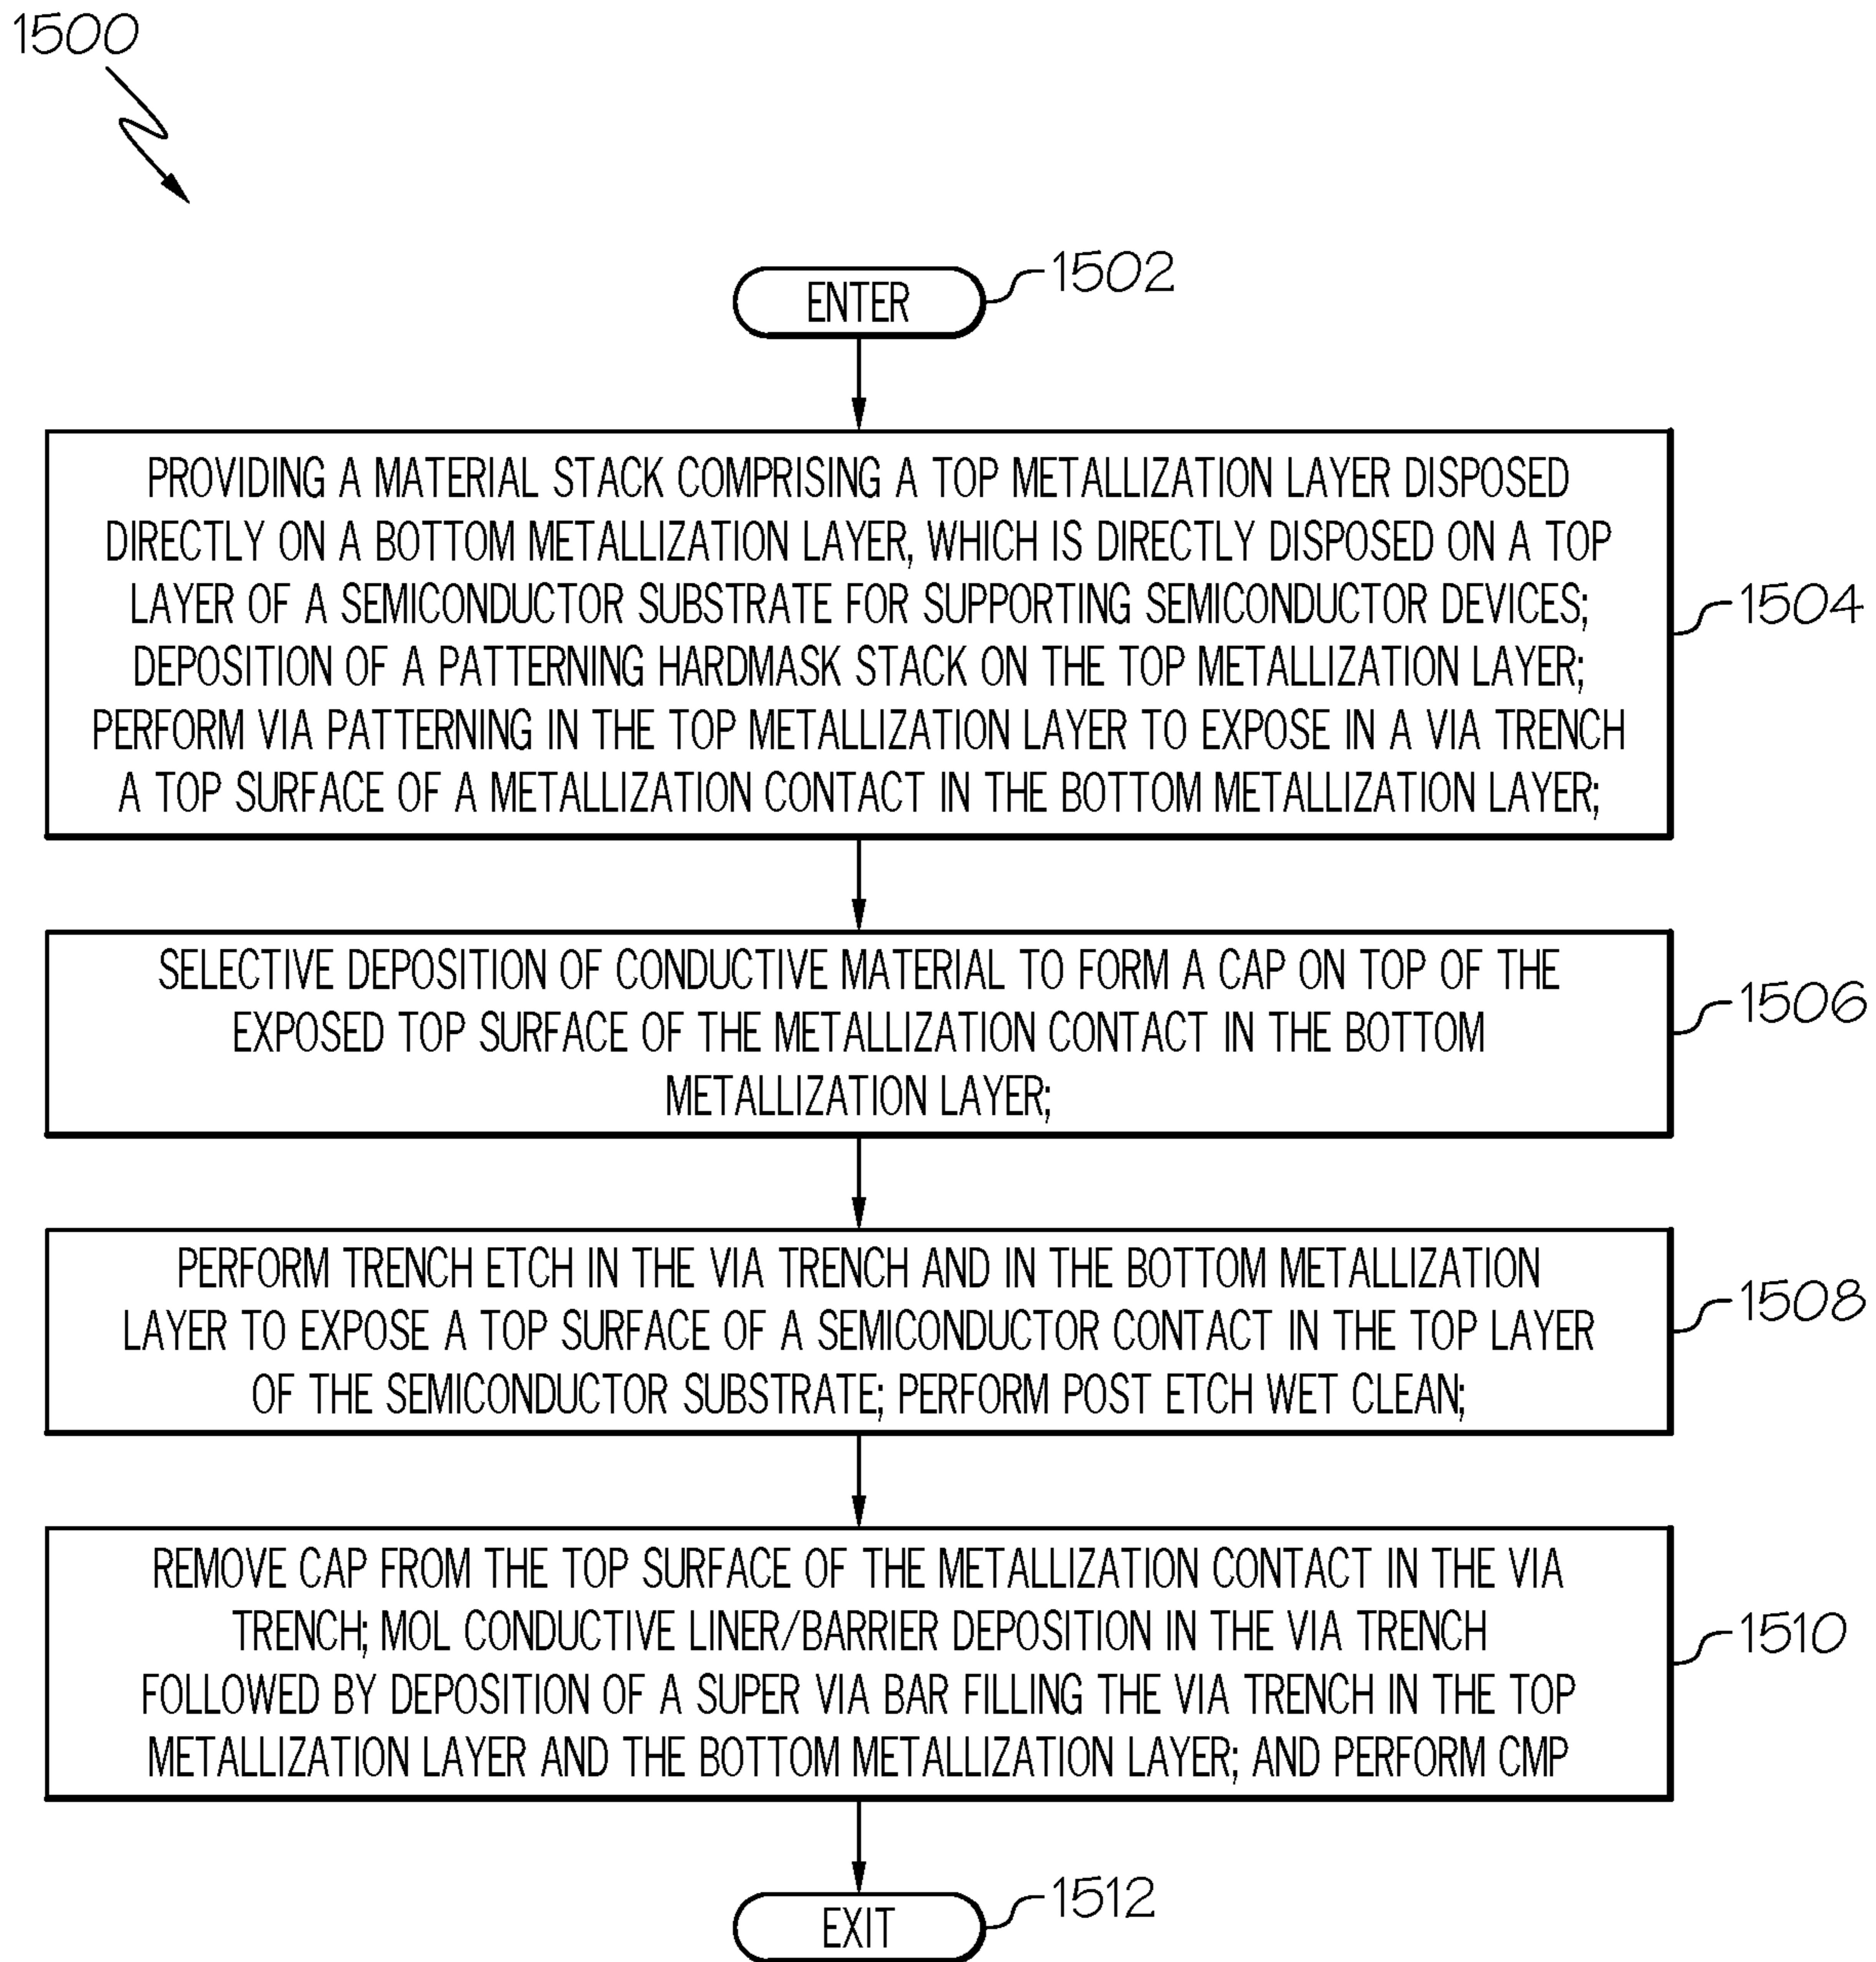 1500
ENTER
1502
PROVIDING A MATERIAL STACK COMPRISING A TOP METALLIZATION LAYER DISPOSED
DIRECTLY ON A BOTTOM METALLIZATION LAYER, WHICH IS DIRECTLY DISPOSED ON A TOP
LAYER OF A SEMICONDUCTOR SUBSTRATE FOR SUPPORTING SEMICONDUCTOR DEVICES;
DEPOSITION OF A PATTERNING HARDMASK STACK ON THE TOP METALLIZATION LAYER;
PERFORM VIA PATTERNING IN THE TOP METALLIZATION LAYER TO EXPOSE IN A VIA TRENCH
A TOP SURFACE OF A METALLIZATION CONTACT IN THE BOTTOM METALLIZATION LAYER;
1504
SELECTIVE DEPOSITION OF CONDUCTIVE MATERIAL TO FORM A CAP ON TOP OF THE
EXPOSED TOP SURFACE OF THE METALLIZATION CONTACT IN THE BOTTOM
METALLIZATION LAYER;
1506
PERFORM TRENCH ETCH IN THE VIA TRENCH AND IN THE BOTTOM METALLIZATION
LAYER TO EXPOSE A TOP SURFACE OF A SEMICONDUCTOR CONTACT IN THE TOP LAYER
OF THE SEMICONDUCTOR SUBSTRATE; PERFORM POST ETCH WET CLEAN;
1508
REMOVE CAP FROM THE TOP SURFACE OF THE METALLIZATION CONTACT IN THE VIA
TRENCH; MOL CONDUCTIVE LINER/BARRIER DEPOSITION IN THE VIA TRENCH
FOLLOWED BY DEPOSITION OF A SUPER VIA BAR FILLING THE VIA TRENCH IN THE TOP
METALLIZATION LAYER AND THE BOTTOM METALLIZATION LAYER; AND PERFORM CMP
1510
EXIT
1512